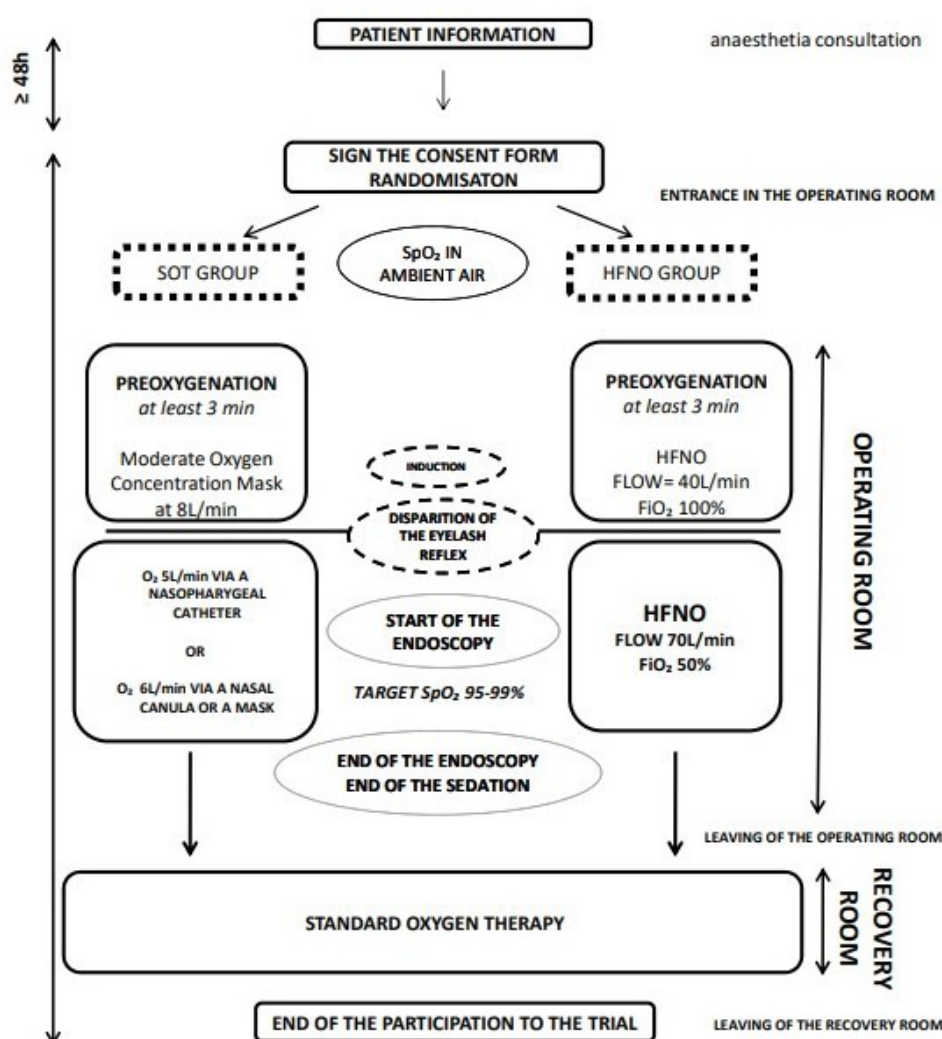 PATIENT INFORMATION
anaesthetia consultation
≥ 48h
SIGN THE CONSENT FORM
RANDOMISATON
ENTRANCE IN THE OPERATING ROOM
SOT GROUP
SpO₂ IN
AMBIENT AIR
HFNO GROUP
PREOXYGENATION
at least 3 min
Moderate Oxygen
Concentration Mask
at 8L/min
INDUCTION
DISPARITION OF
THE EYELASH
REFLEX
PREOXYGENATION
at least 3 min
HFNO
FLOW= 40L/min
FiO₂ 100%
OPERATING ROOM
O₂ 5L/min VIA A
NASOPHARYGEAL
CATHETER
OR
O₂ 6L/min VIA A NASAL
CANULA OR A MASK
START OF THE
ENDOSCOPY
TARGET SpO₂ 95-99%
HFNO
FLOW 70L/min
FiO₂ 50%
END OF THE ENDOSCOPY
END OF THE SEDATION
LEAVING OF THE OPERATING ROOM
STANDARD OXYGEN THERAPY
RECOVERY
ROOM
END OF THE PARTICIPATION TO THE TRIAL
LEAVING OF THE RECOVERY ROOM